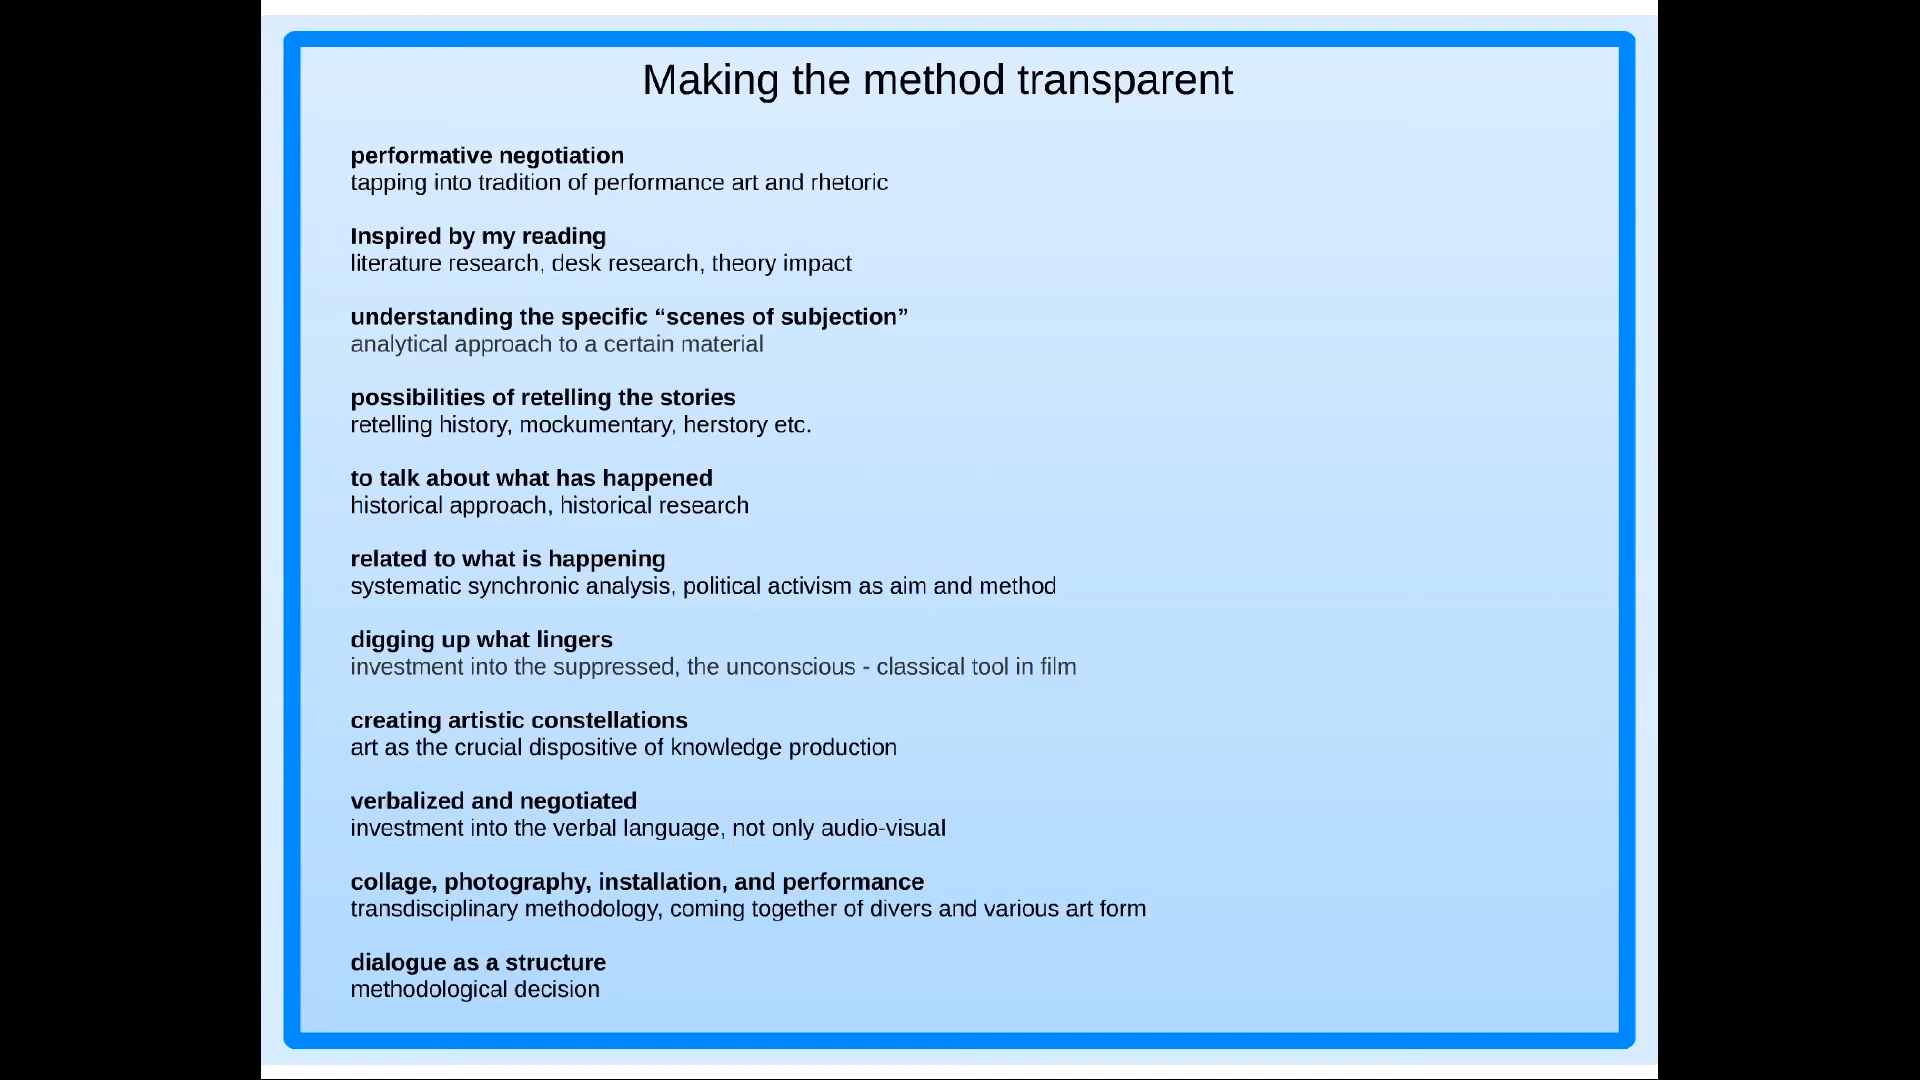 Making the method transparent
performative negotiation
tapping into tradition of performance art and rhetoric
Inspired by my reading
literature research, desk research, theory impact
understanding the specific “scenes of subjection”
analytical approach to a certain material
possibilities of retelling the stories
retelling history, mockumentary, herstory etc.
to talk about what has happened
historical approach, historical research
related to what is happening
systematic synchronic analysis, political activism as aim and method
digging up what lingers
investment into the suppressed, the unconscious - classical tool in film
creating artistic constellations
art as the crucial dispositive of knowledge production
verbalized and negotiated
investment into the verbal language, not only audio-visual
collage, photography, installation, and performance
transdisciplinary methodology, coming together of divers and various art form
dialogue as a structure
methodological decision